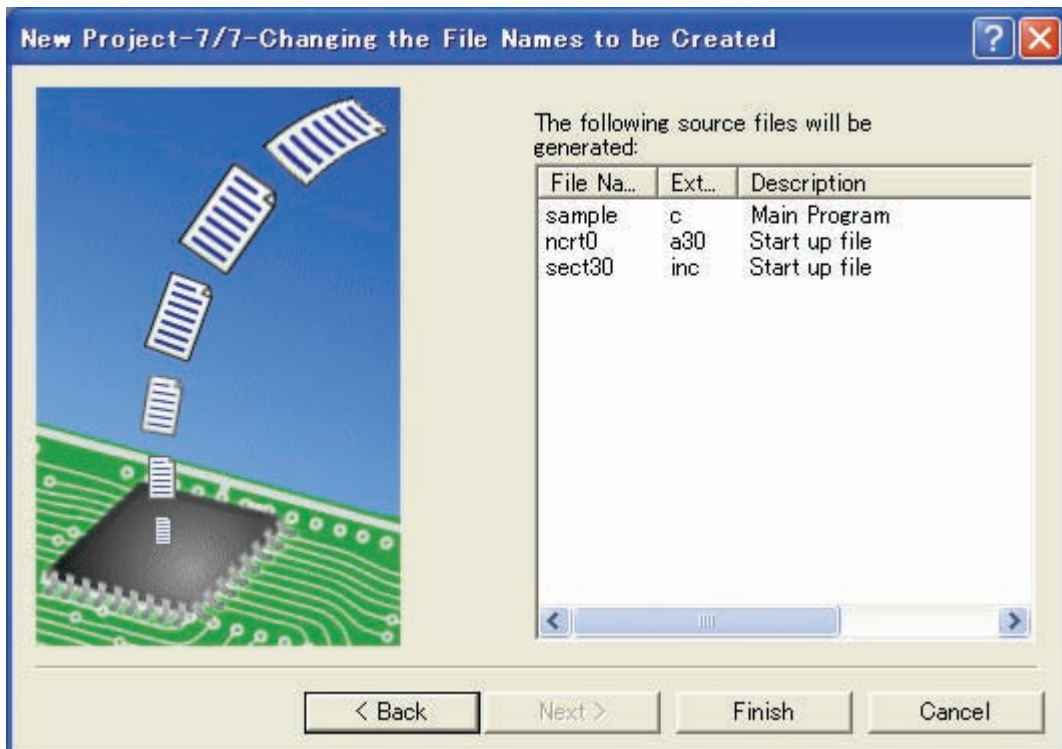 New Project-7/7-Changing the File Names to be Created
The following source files will be
generated:
File Na... Ext... Description
sample c Main Program
ncrt0 a30 Start up file
sect30 inc Start up file
< Back Next > Finish Cancel